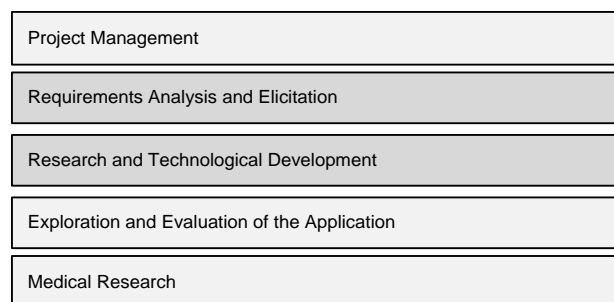 Project Management
Requirements Analysis and Elicitation
Research and Technological Development
Exploration and Evaluation of the Application
Medical Research